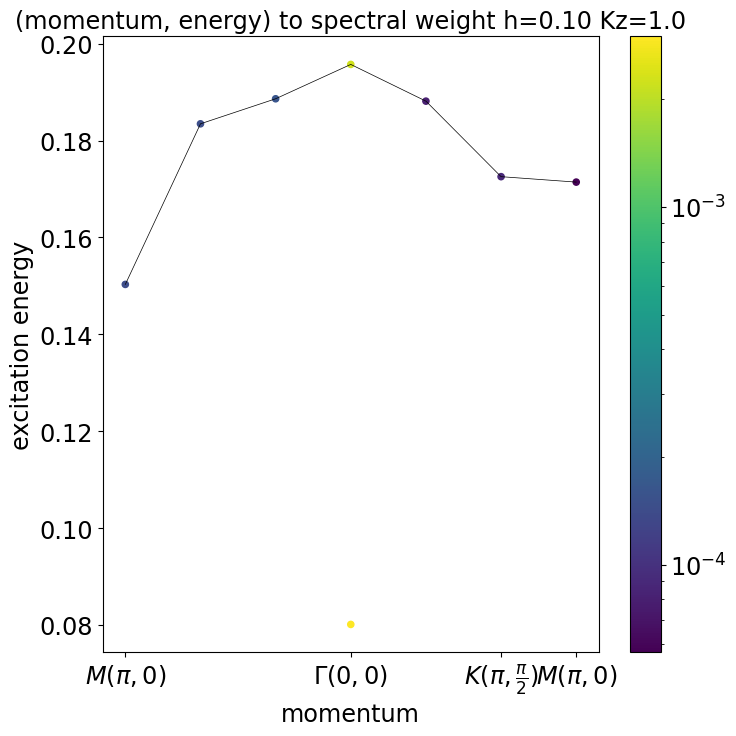 (momentum, energy) to spectral weight h=0.10 Kz=1.0
0.20
0.18
0.16
0.14
0.12
0.10
0.08
excitation energy
M(π, 0)
Γ(0, 0)
K(π, π/2)
M(π, 0)
momentum
10⁻³
10⁻⁴